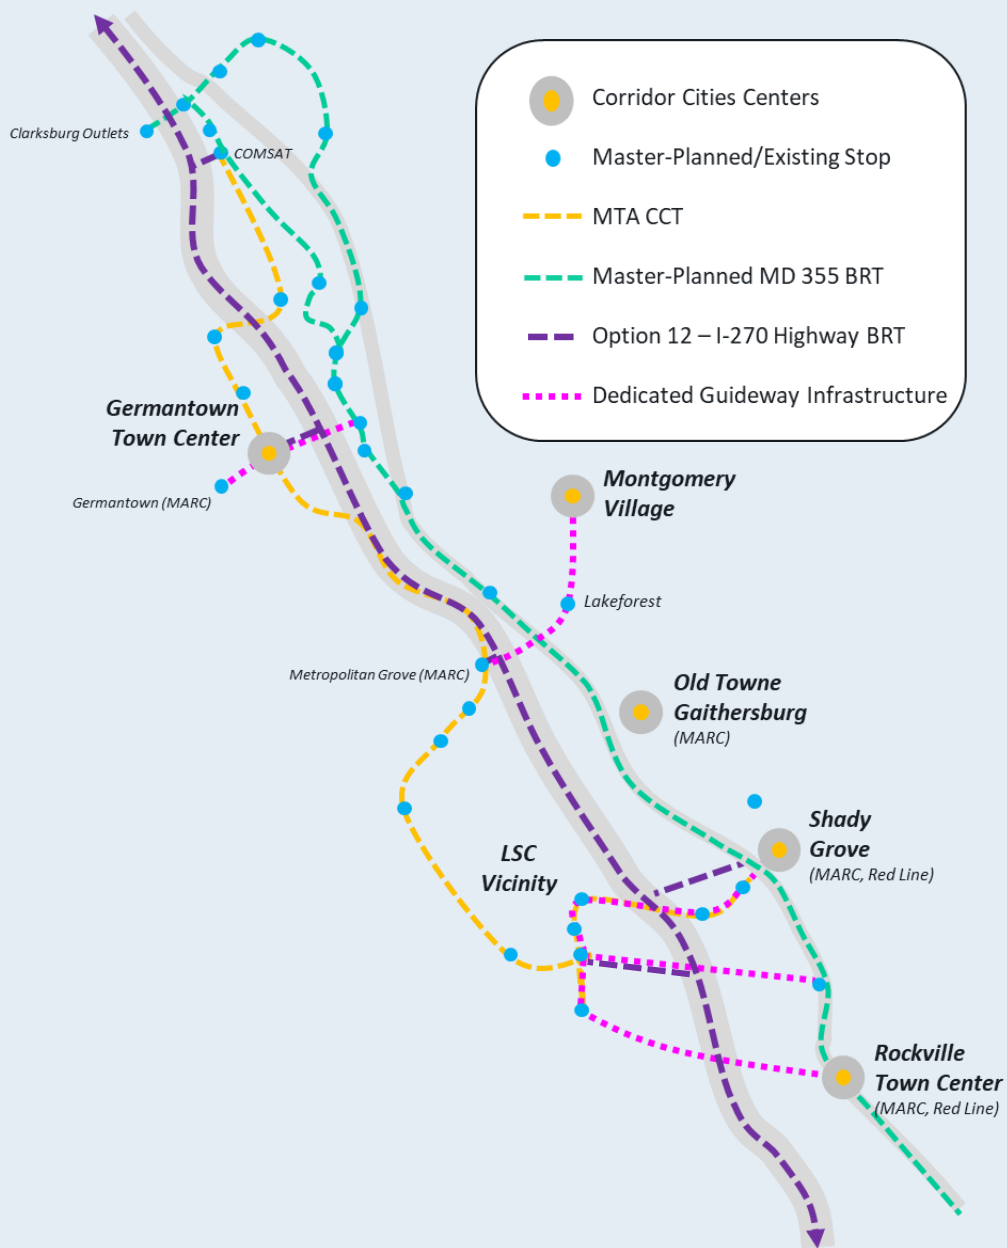 Corridor Cities Centers
Master-Planned/Existing Stop
MTA CCT
Master-Planned MD 355 BRT
Option 12 – I-270 Highway BRT
Dedicated Guideway Infrastructure
Clarksburg Outlets
COMSAT
Germantown
Town Center
Germantown (MARC)
Montgomery
Village
Lakeforest
Metropolitan Grove (MARC)
Old Towne
Gaithersburg
(MARC)
Shady
Grove
(MARC, Red Line)
LSC
Vicinity
Rockville
Town Center
(MARC, Red Line)